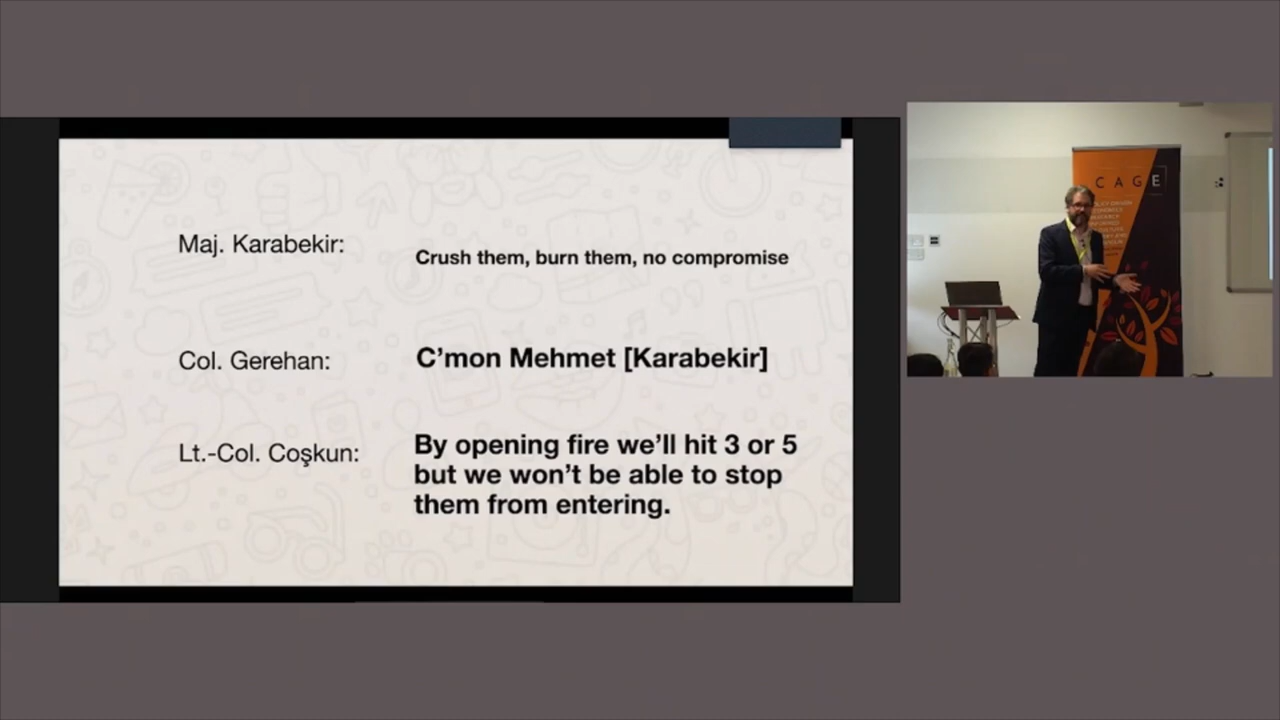 Maj. Karabekir:
Crush them, burn them, no compromise
Col. Gerehan:
C’mon Mehmet [Karabekir]
Lt.-Col. Coşkun:
By opening fire we’ll hit 3 or 5
but we won’t be able to stop
them from entering.
CAGE